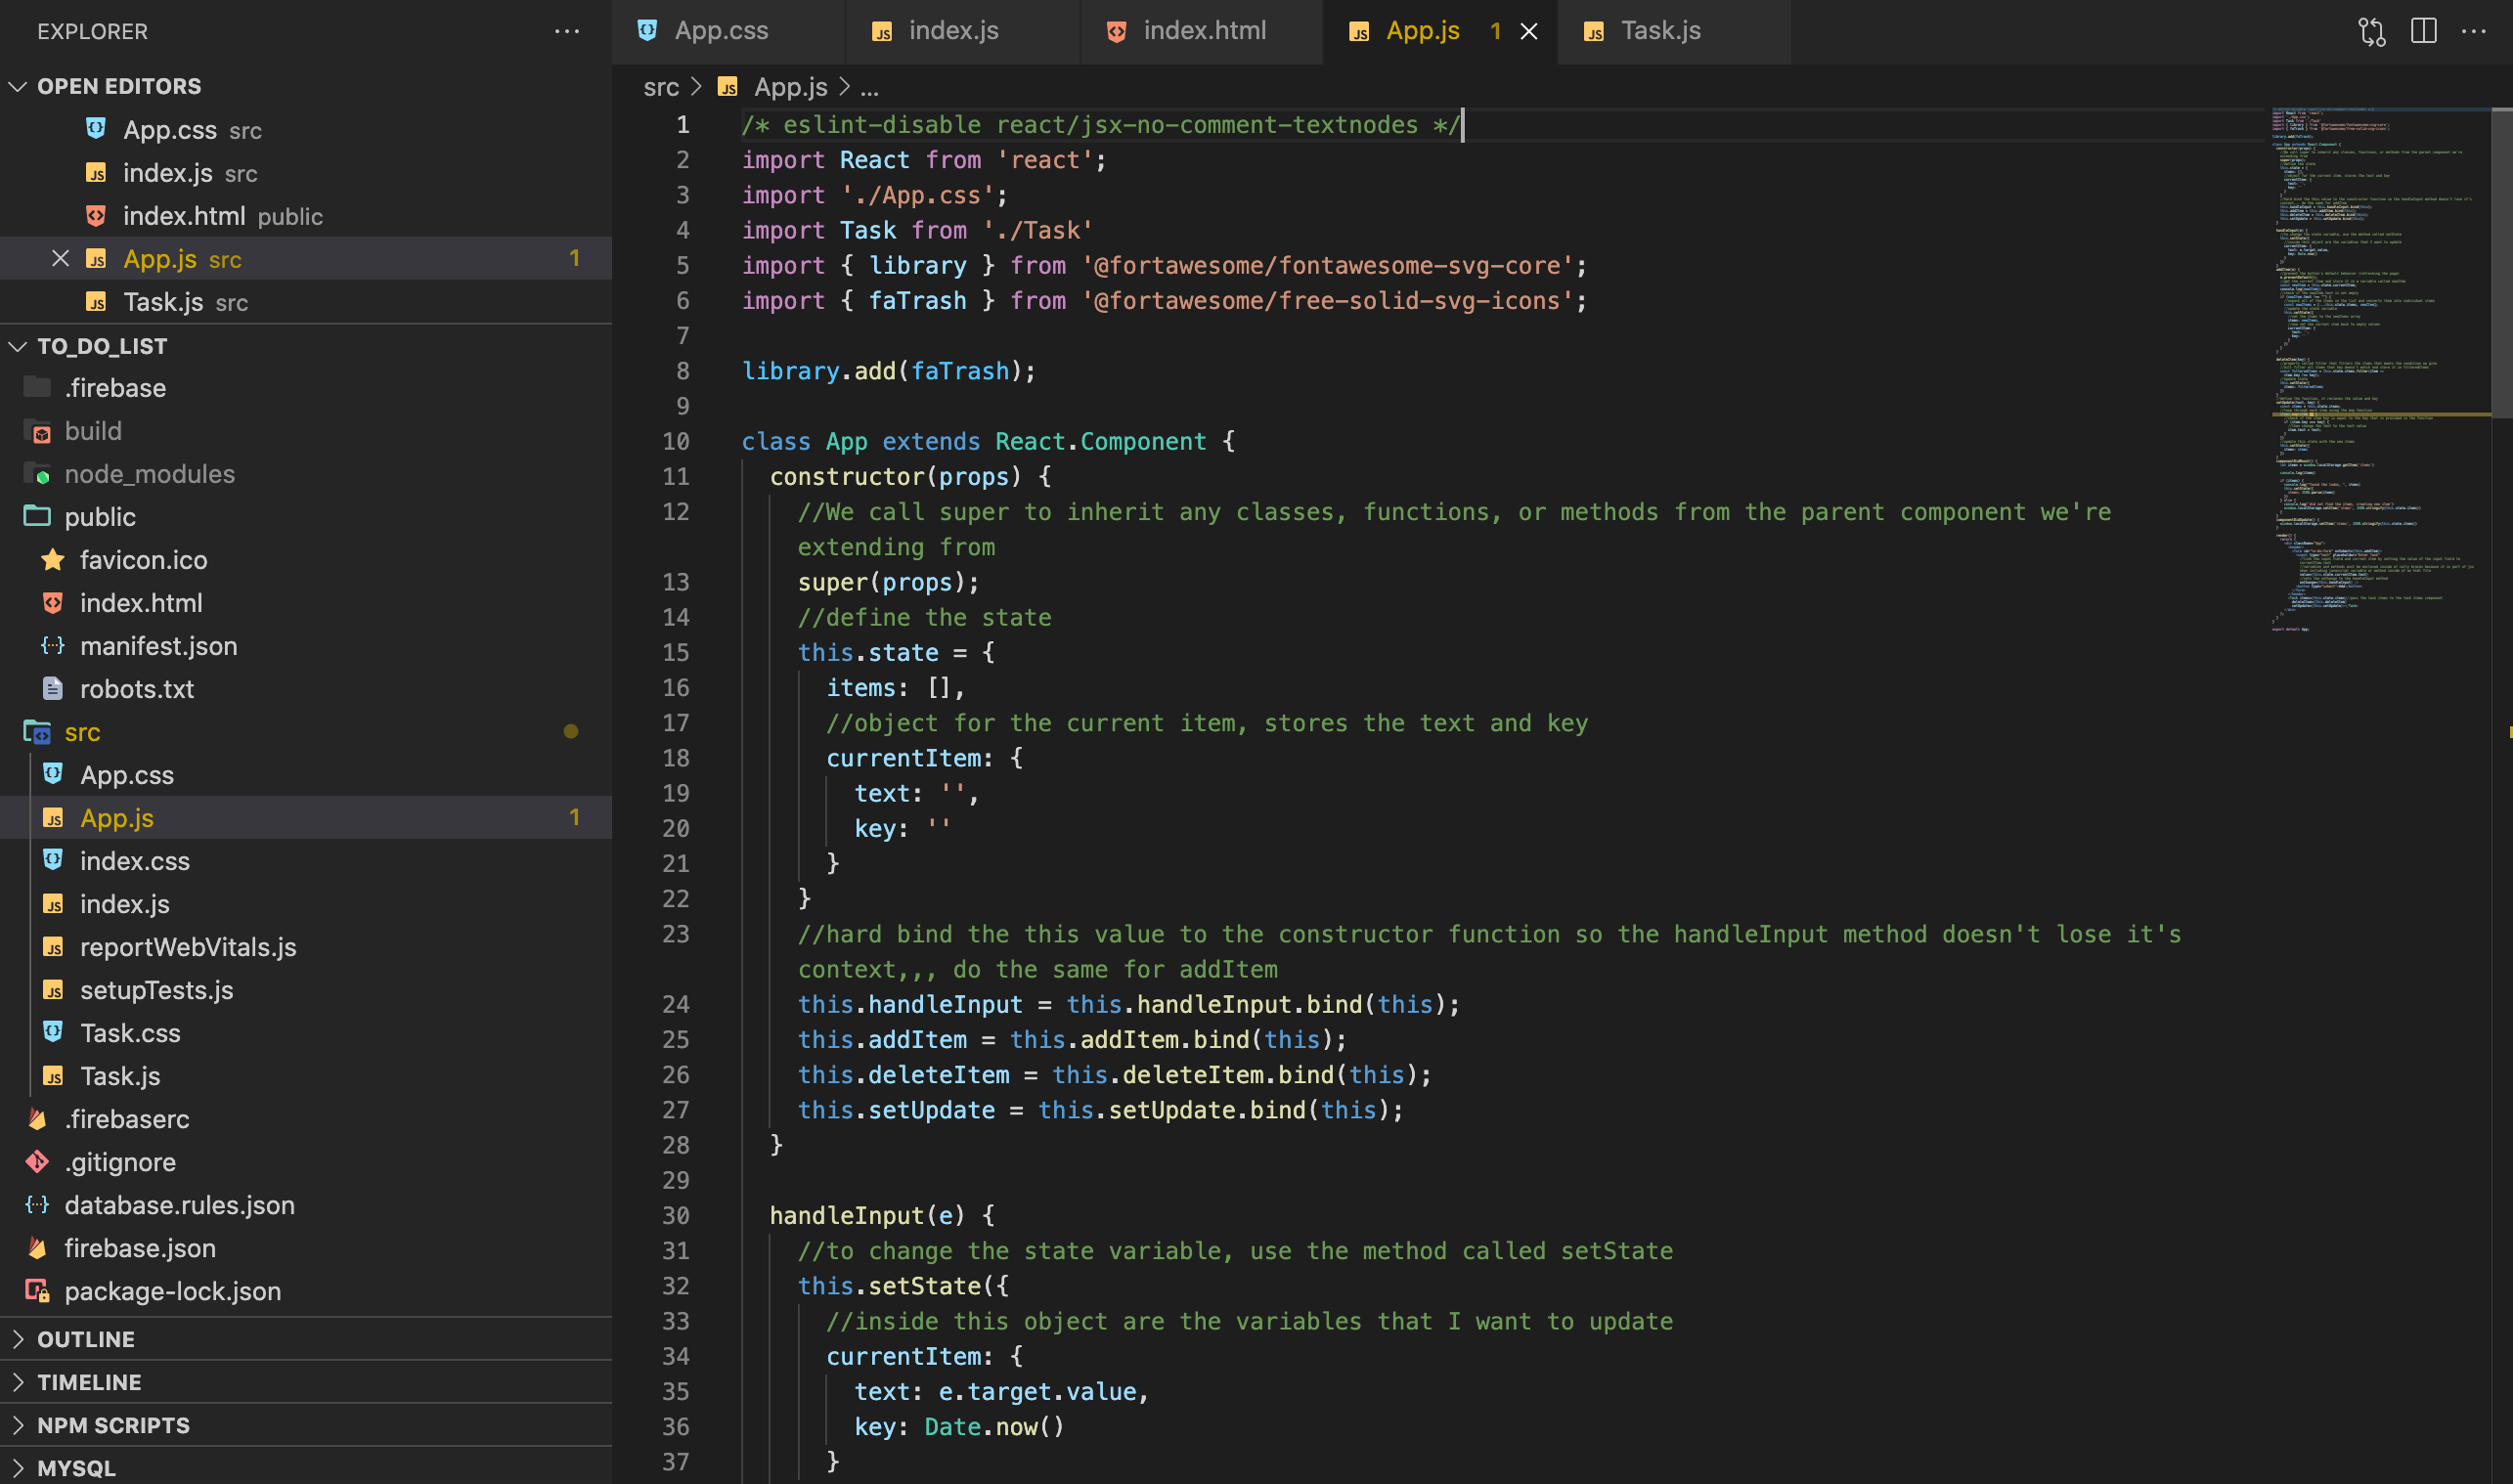 EXPLORER
OPEN EDITORS
App.css src
index.js src
index.html public
App.js src 1
Task.js src
TO_DO_LIST
.firebase
build
node_modules
public
favicon.ico
index.html
manifest.json
robots.txt
src
App.css
App.js 1
index.css
index.js
reportWebVitals.js
setupTests.js
Task.css
Task.js
.firebaserc
.gitignore
database.rules.json
firebase.json
package-lock.json
OUTLINE
TIMELINE
NPM SCRIPTS
MYSQL
App.css index.js index.html App.js 1 Task.js
src > App.js > ...
1 /* eslint-disable react/jsx-no-comment-textnodes */
2 import React from 'react';
3 import './App.css';
4 import Task from './Task'
5 import { library } from '@fortawesome/fontawesome-svg-core';
6 import { faTrash } from '@fortawesome/free-solid-svg-icons';
7
8 library.add(faTrash);
9
10 class App extends React.Component {
11 constructor(props) {
12 //We call super to inherit any classes, functions, or methods from the parent component we're
extending from
13 super(props);
14 //define the state
15 this.state = {
16 items: [],
17 //object for the current item, stores the text and key
18 currentItem: {
19 text: '',
20 key: ''
21 }
22 }
23 //hard bind the this value to the constructor function so the handleInput method doesn't lose it's
context,,, do the same for addItem
24 this.handleInput = this.handleInput.bind(this);
25 this.addItem = this.addItem.bind(this);
26 this.deleteItem = this.deleteItem.bind(this);
27 this.setUpdate = this.setUpdate.bind(this);
28 }
29
30 handleInput(e) {
31 //to change the state variable, use the method called setState
32 this.setState({
33 //inside this object are the variables that I want to update
34 currentItem: {
35 text: e.target.value,
36 key: Date.now()
37 }